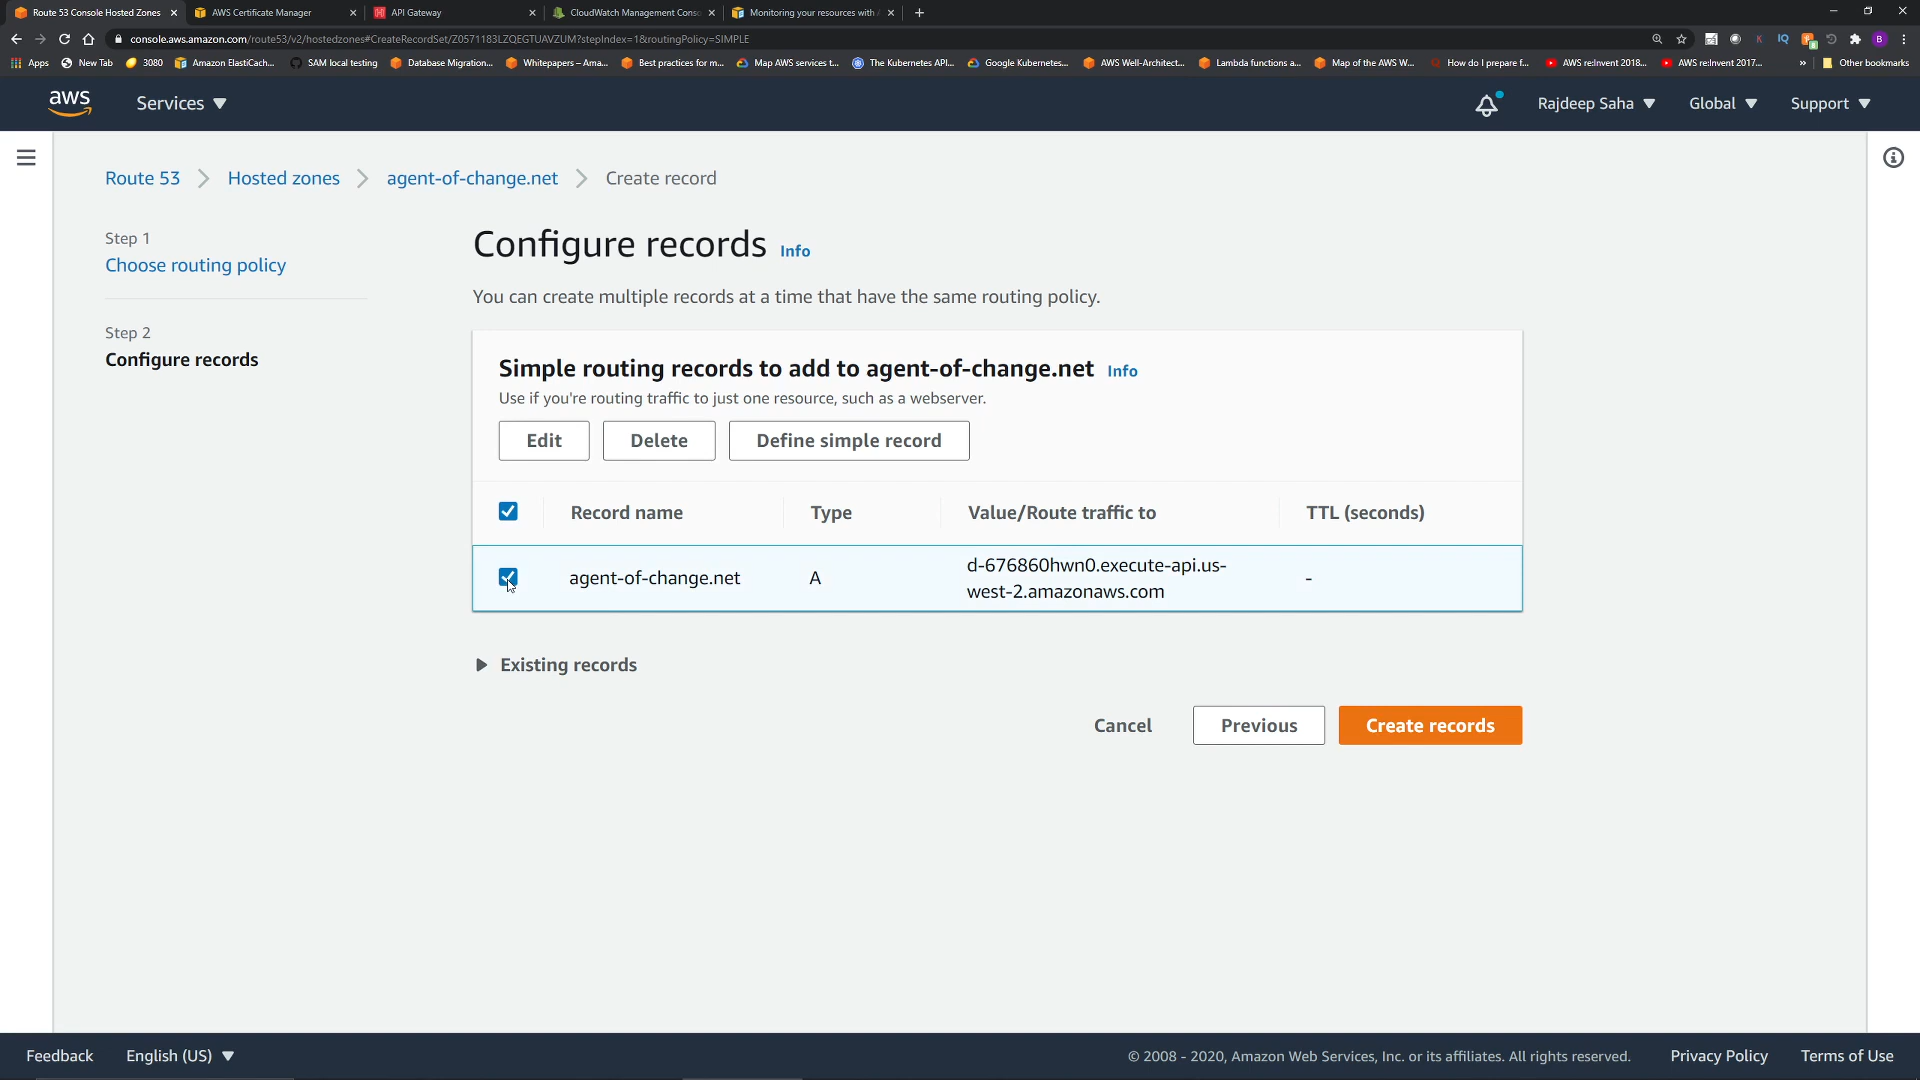 Route 53 Console Hosted Zones
AWS Certificate Manager
API Gateway
CloudWatch Management Conso
Monitoring your resources with
console.aws.amazon.com/route53/v2/hostedzones#CreateRecordSet/Z0571183LZQEGTUAVZUM?stepIndex=1&routingPolicy=SIMPLE
Apps
New Tab
3080
Amazon ElastiCach...
SAM local testing
Database Migration...
Whitepapers – Ama...
Best practices for m...
Map AWS services t...
The Kubernetes API...
Google Kubernetes...
AWS Well-Architect...
Lambda functions a...
Map of the AWS W...
How do I prepare f...
AWS re:Invent 2018...
AWS re:Invent 2017...
»
Other bookmarks
aws
Services
Rajdeep Saha
Global
Support
Route 53
Hosted zones
agent-of-change.net
Create record
Step 1
Choose routing policy
Step 2
Configure records
Configure records Info
You can create multiple records at a time that have the same routing policy.
Simple routing records to add to agent-of-change.net Info
Use if you're routing traffic to just one resource, such as a webserver.
Edit
Delete
Define simple record
Record name
Type
Value/Route traffic to
TTL (seconds)
agent-of-change.net
A
d-676860hwn0.execute-api.us-
west-2.amazonaws.com
-
Existing records
Cancel
Previous
Create records
Feedback
English (US)
© 2008 - 2020, Amazon Web Services, Inc. or its affiliates. All rights reserved.
Privacy Policy
Terms of Use